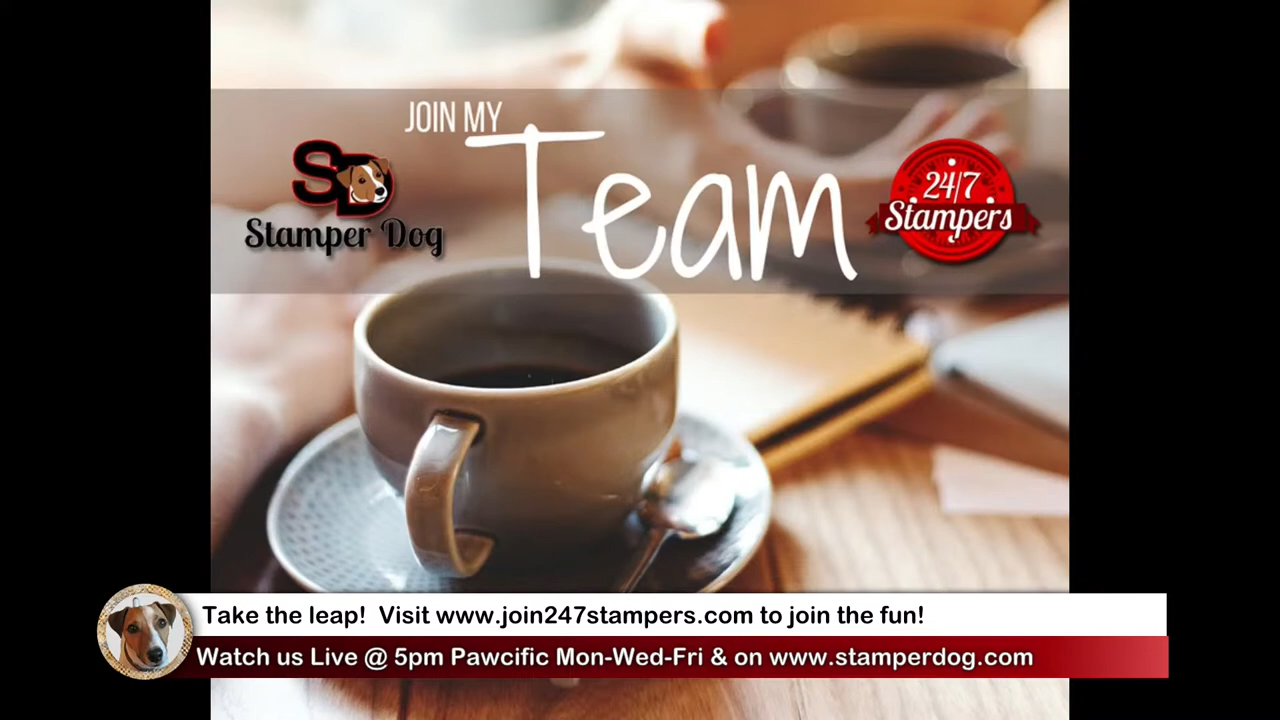 JOIN MY
Team
SD
Stamper Dog
24/7
Stampers
Take the leap!  Visit www.join247stampers.com to join the fun!
Watch us Live @ 5pm Pawcific Mon-Wed-Fri & on www.stamperdog.com